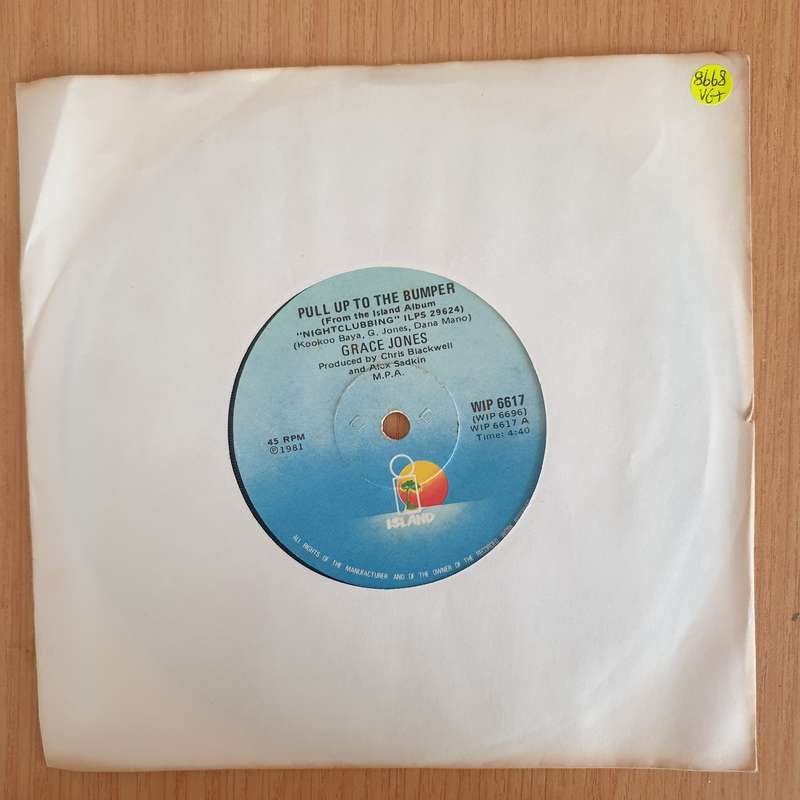 8668
VG+
PULL UP TO THE BUMPER
(From the Island Album
"NIGHTCLUBBING" ILPS 29624)
(Kookoo Baya, G. Jones, Dana Mano)
GRACE JONES
Produced by Chris Blackwell
and Alex Sadkin
M.P.A.
45 RPM
℗1981
WIP 6617
(WIP 6696)
WIP 6617 A
Time: 4:40
ISLAND
ALL RIGHTS OF THE MANUFACTURER AND OF THE OWNER OF THE RECORDED WORK